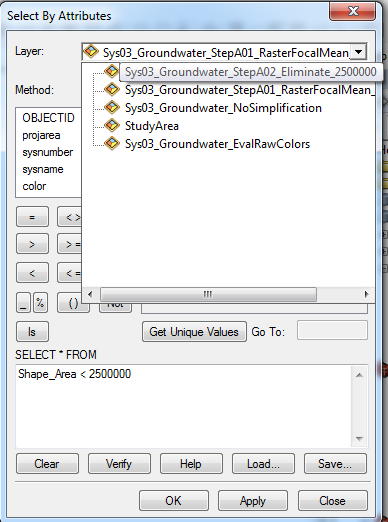 Select By Attributes
Layer:
Sys03_Groundwater_StepA01_RasterFocalMean_
Sys03_Groundwater_StepA02_Eliminate_2500000
Sys03_Groundwater_StepA01_RasterFocalMean_
Sys03_Groundwater_NoSimplification
StudyArea
Sys03_Groundwater_EvalRawColors
Method:
OBJECTID
projarea
sysnumber
sysname
color
= < >
> > =
< < =
_ % ( ) Not
Is Get Unique Values Go To:
SELECT * FROM
Shape_Area < 2500000
Clear Verify Help Load... Save...
OK Apply Close